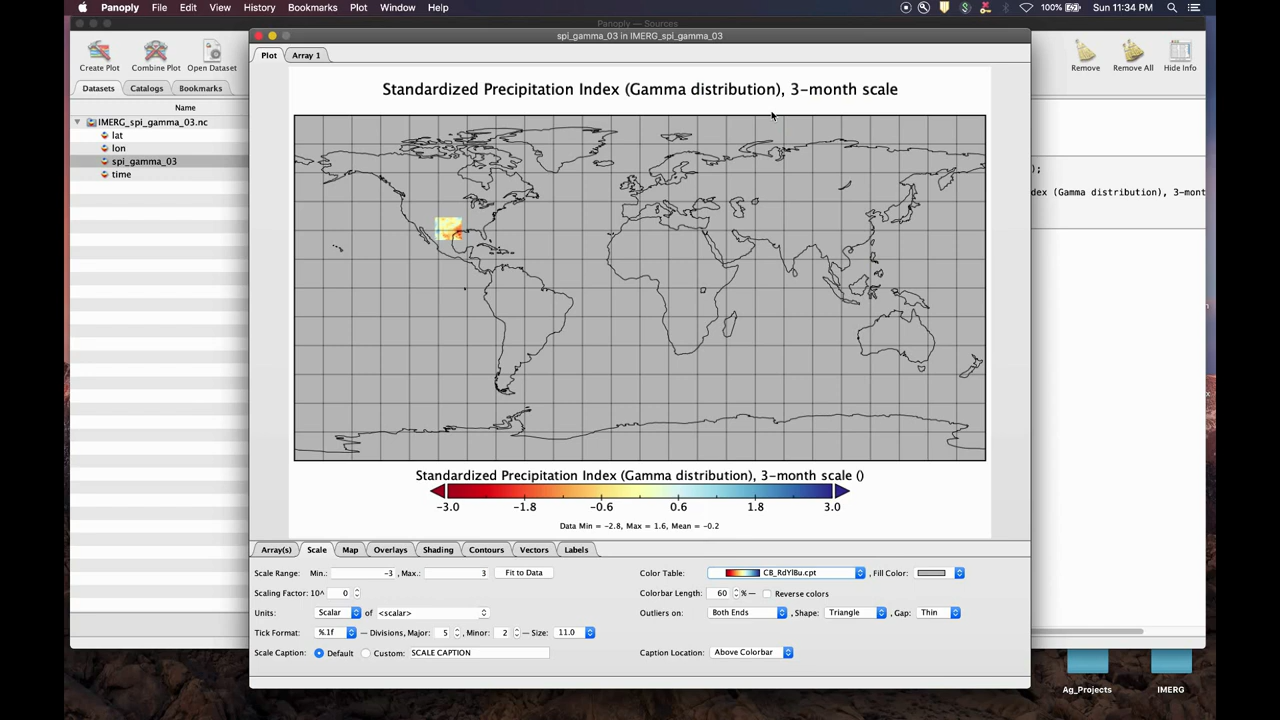 Panoply File Edit View History Bookmarks Plot Window Help 100% Sun 11:34 PM
Panoply — Sources
spi_gamma_03 in IMERG_spi_gamma_03
Create Plot Combine Plot Open Dataset
Remove Remove All Hide Info
Datasets Catalogs Bookmarks
Plot Array 1
Name
IMERG_spi_gamma_03.nc
lat
lon
spi_gamma_03
time
);
dex (Gamma distribution), 3-mont
Standardized Precipitation Index (Gamma distribution), 3-month scale
Standardized Precipitation Index (Gamma distribution), 3-month scale ()
-3.0 -1.8 -0.6 0.6 1.8 3.0
Data Min = -2.8, Max = 1.6, Mean = -0.2
Array(s) Scale Map Overlays Shading Contours Vectors Labels
Scale Range: Min.: -3 , Max.: 3 Fit to Data
Color Table: CB_RdYlBu.cpt , Fill Color:
Scaling Factor: 10^ 0
Colorbar Length: 60 % — Reverse colors
Units: Scalar of <scalar>
Outliers on: Both Ends , Shape: Triangle , Gap: Thin
Tick Format: %.1f — Divisions, Major: 5 , Minor: 2 — Size: 11.0
Scale Caption: Default Custom: SCALE CAPTION
Caption Location: Above Colorbar
Ag_Projects IMERG